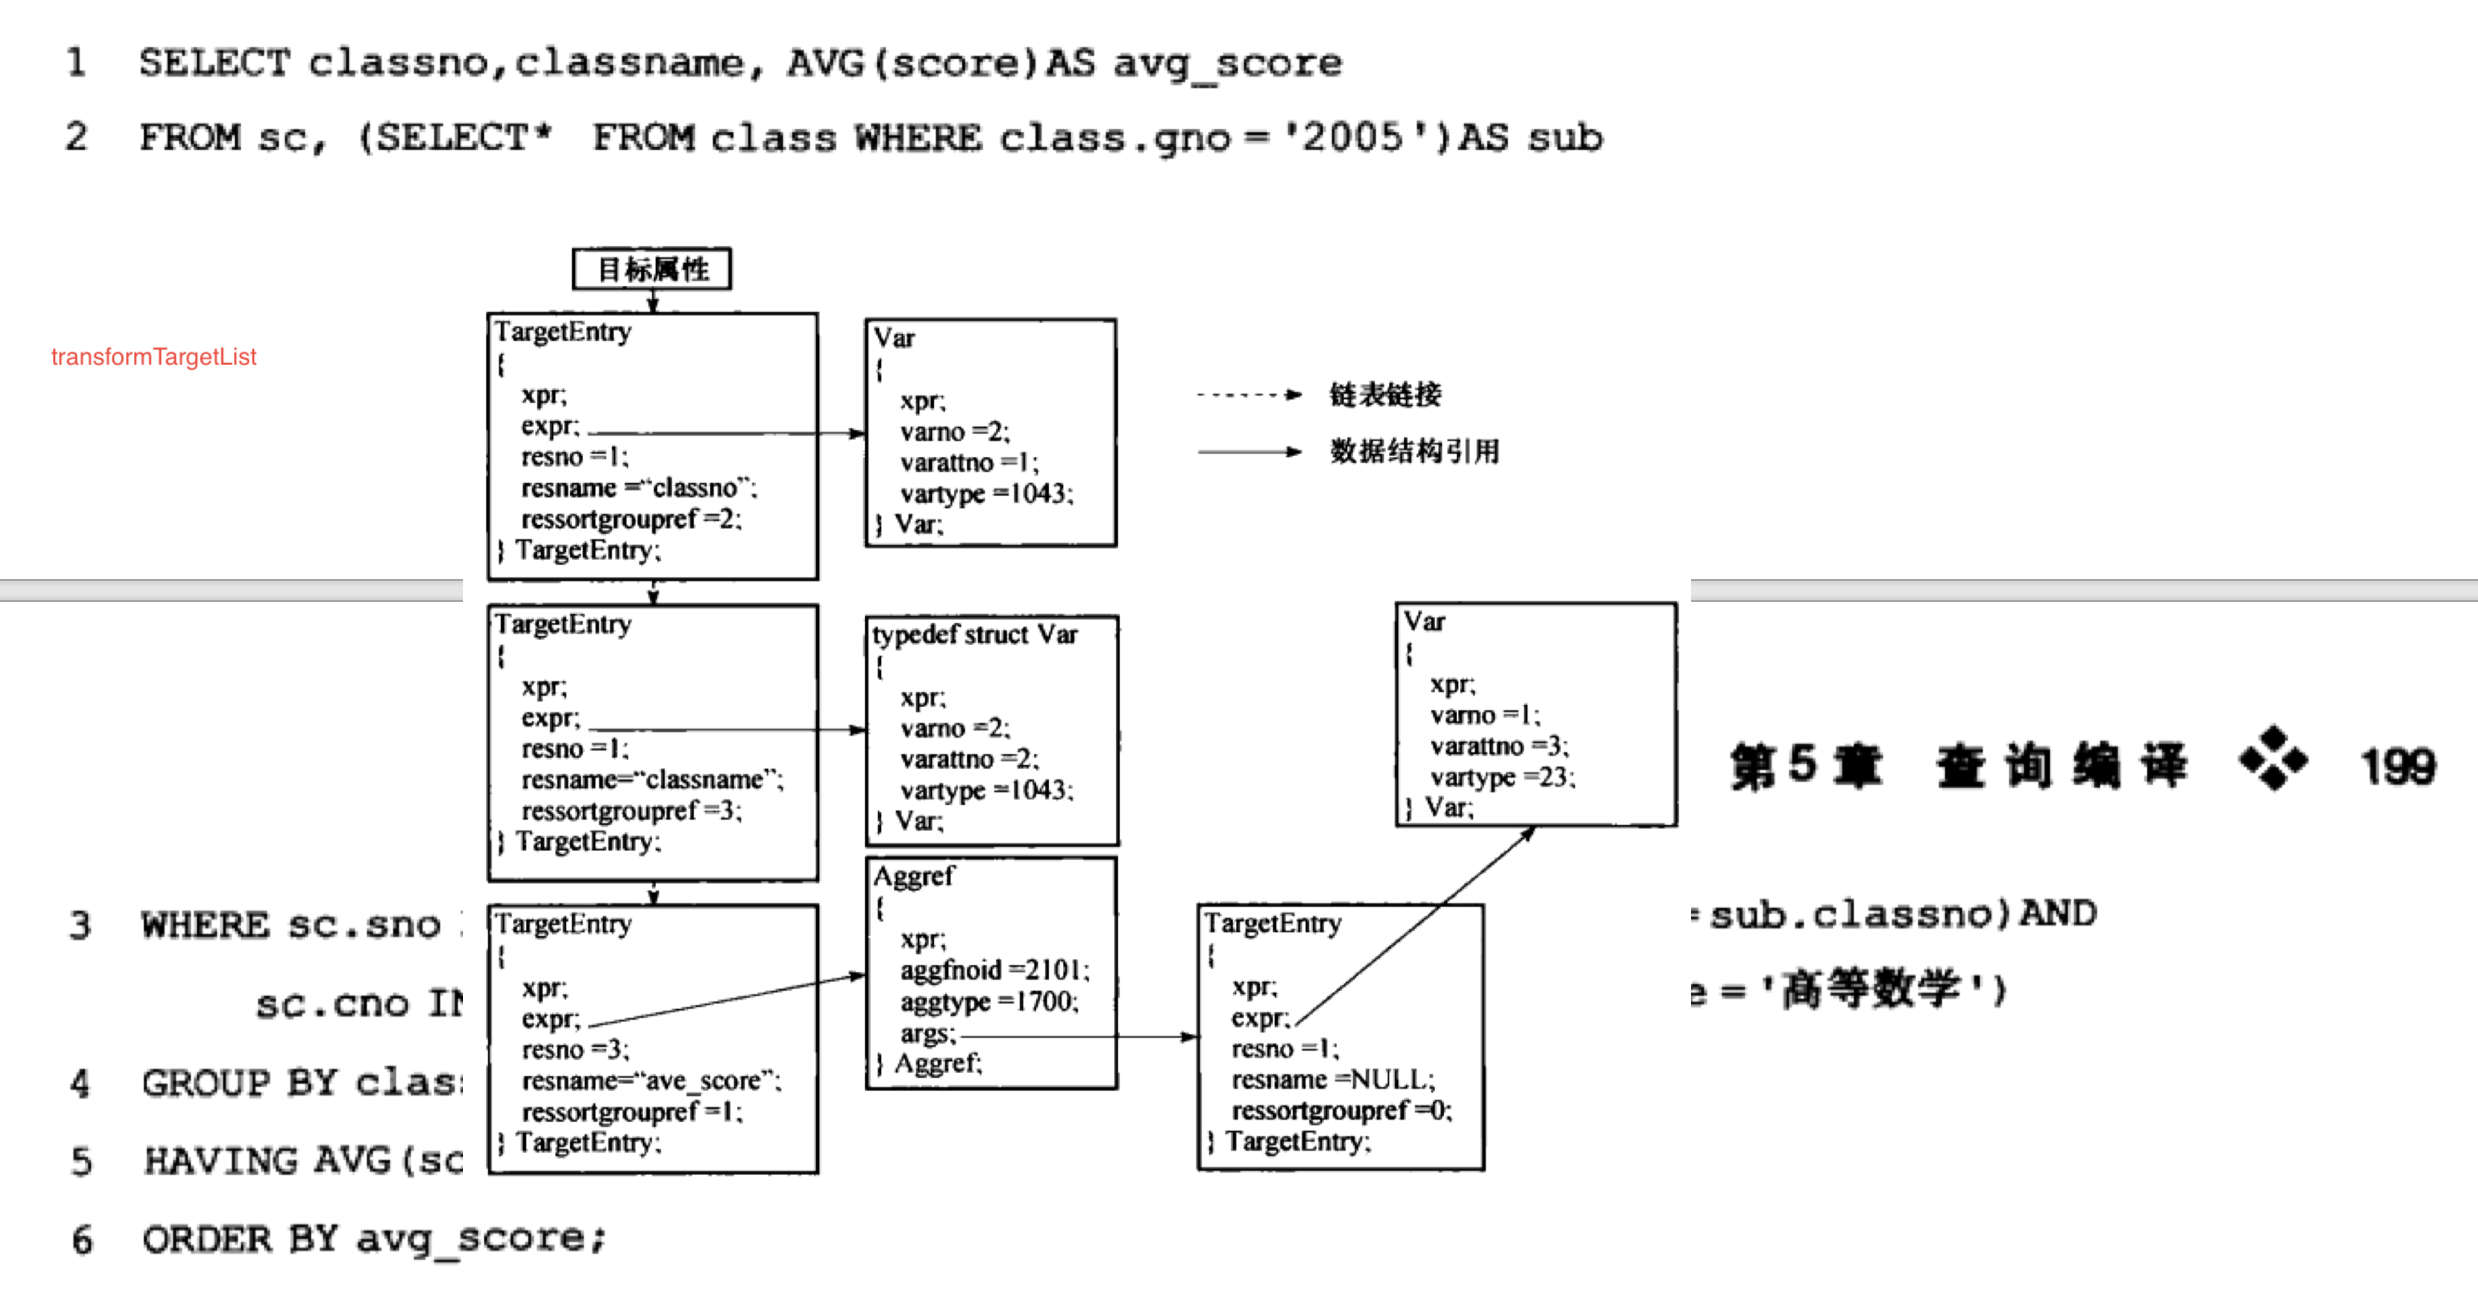 1 SELECT classno,classname, AVG(score)AS avg_score
2 FROM sc, (SELECT* FROM class WHERE class.gno = '2005')AS sub
transformTargetList
目标属性
TargetEntry
{
xpr;
expr;
resno =1;
resname =“classno”;
ressortgroupref =2;
} TargetEntry;
Var
{
xpr;
varno =2;
varattno =1;
vartype =1043;
} Var;
链表链接
数据结构引用
TargetEntry
{
xpr;
expr;
resno =1;
resname=“classname”;
ressortgroupref =3;
} TargetEntry;
typedef struct Var
{
xpr;
varno =2;
varattno =2;
vartype =1043;
} Var;
Var
{
xpr;
varno =1;
varattno =3;
vartype =23;
} Var;
第5章 查询编译 ❖ 199
TargetEntry
{
xpr;
expr;
resno =3;
resname=“ave_score”;
ressortgroupref =1;
} TargetEntry;
Aggref
{
xpr;
aggfnoid =2101;
aggtype =1700;
args;
} Aggref;
TargetEntry
{
xpr;
expr;
resno =1;
resname =NULL;
ressortgroupref =0;
} TargetEntry;
3 WHERE sc.sno
= sub.classno)AND
sc.cno IN
e = '高等数学')
4 GROUP BY class
5 HAVING AVG(sc
6 ORDER BY avg_score;